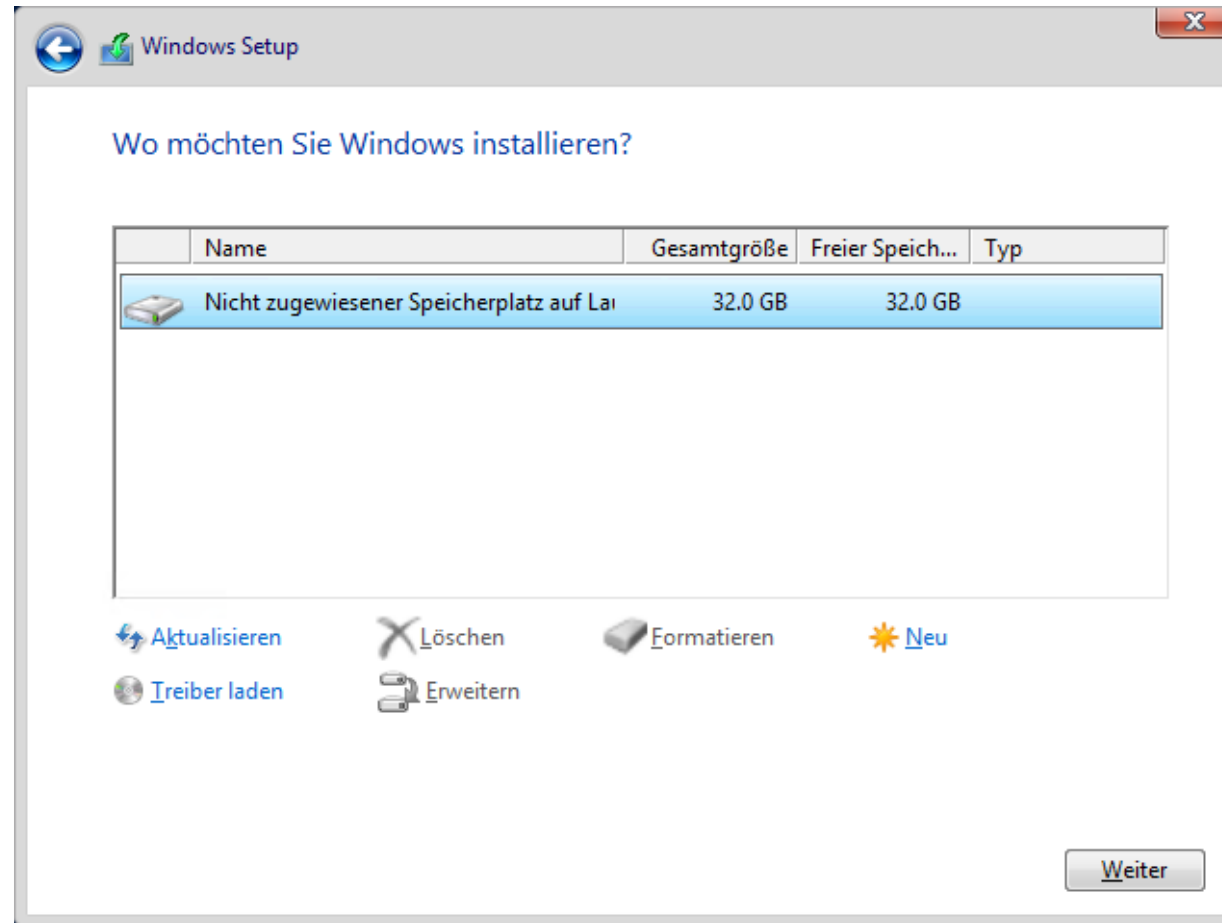 Windows Setup
Wo möchten Sie Windows installieren?
Name Gesamtgröße Freier Speich... Typ
Nicht zugewiesener Speicherplatz auf 32.0 GB 32.0 GB
Aktualisieren Löschen Formatieren Neu
Treiber laden Erweitern
Weiter